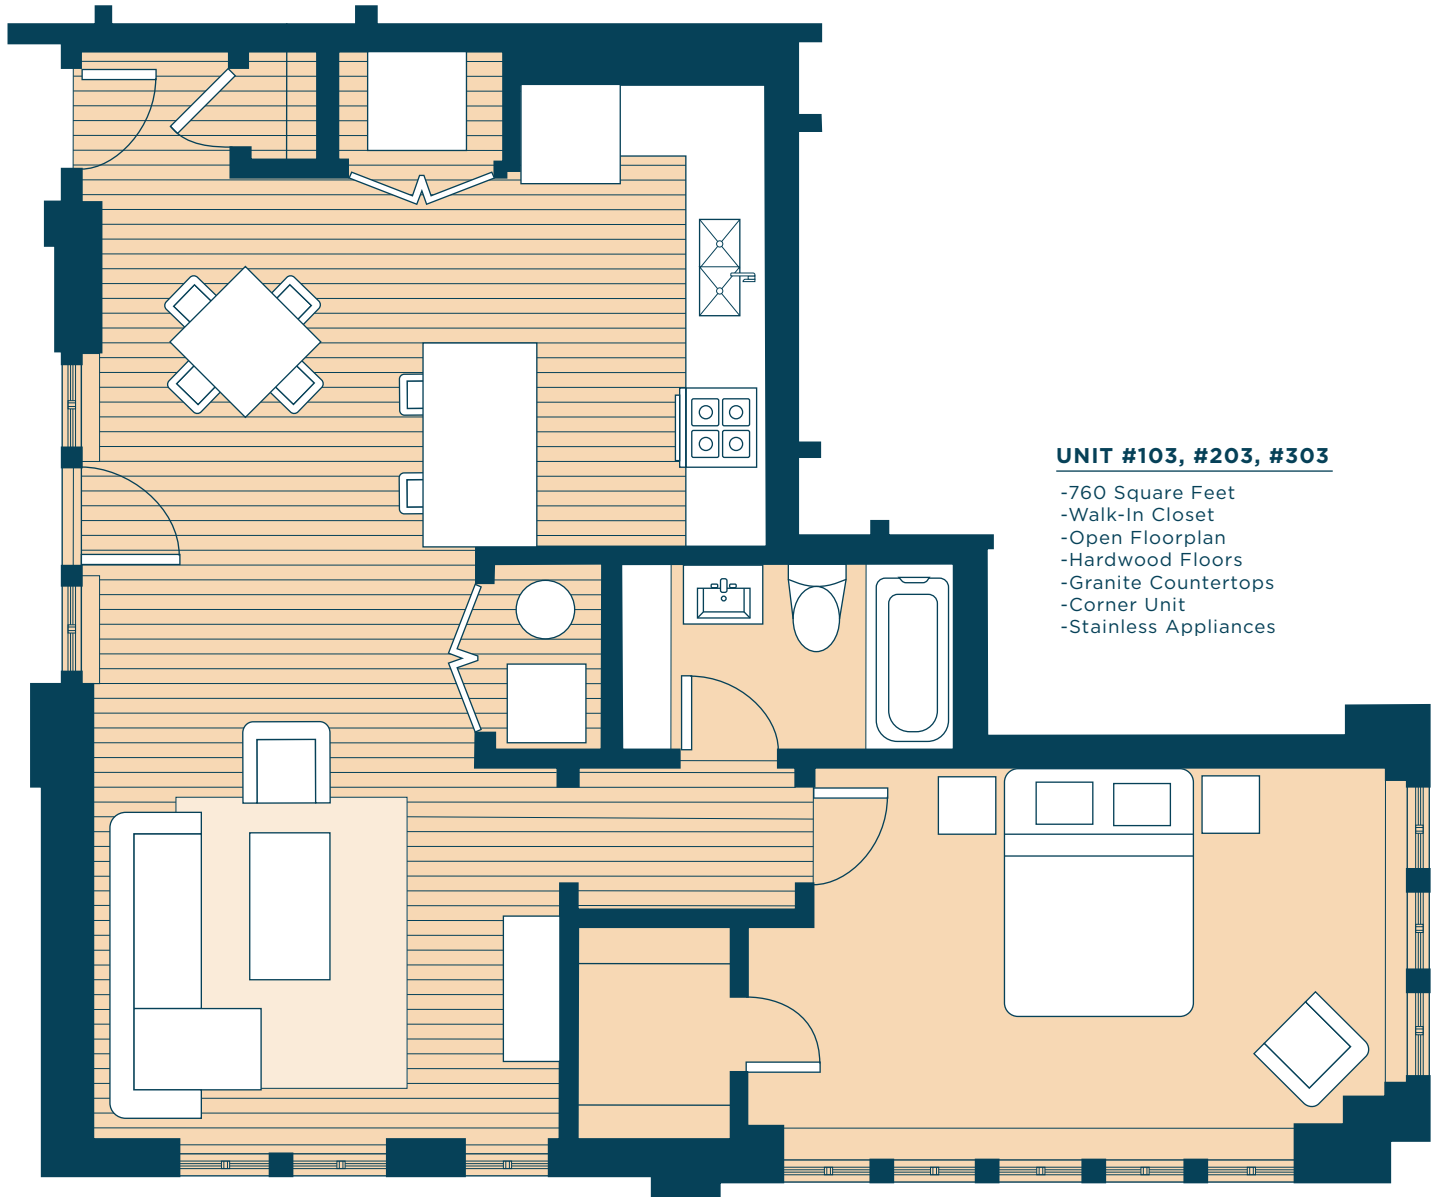 UNIT #103, #203, #303
-760 Square Feet
-Walk-In Closet
-Open Floorplan
-Hardwood Floors
-Granite Countertops
-Corner Unit
-Stainless Appliances